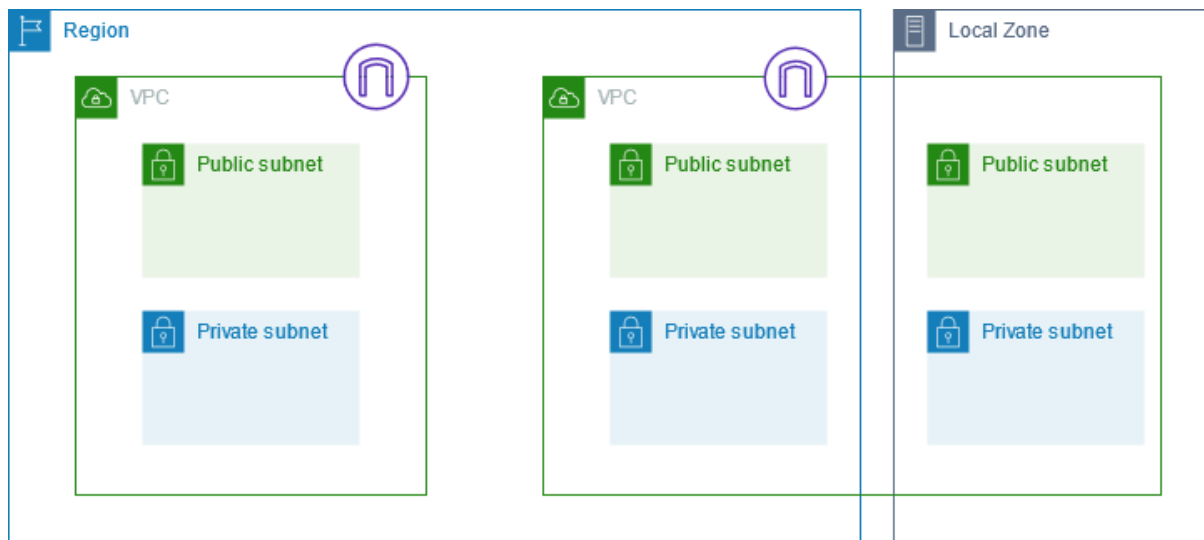 Region
Local Zone
VPC
VPC
Public subnet
Public subnet
Public subnet
Private subnet
Private subnet
Private subnet